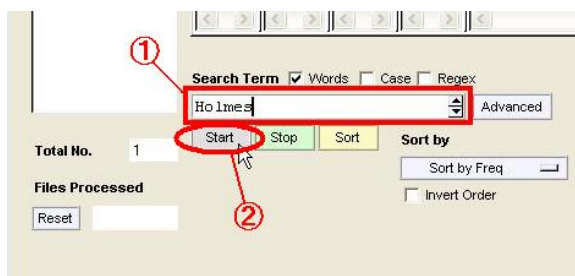 ①
Search Term Words Case Regex
Holmes Advanced
Start Stop Sort Sort by
Total No. 1
Sort by Freq
Files Processed
Invert Order
Reset
②